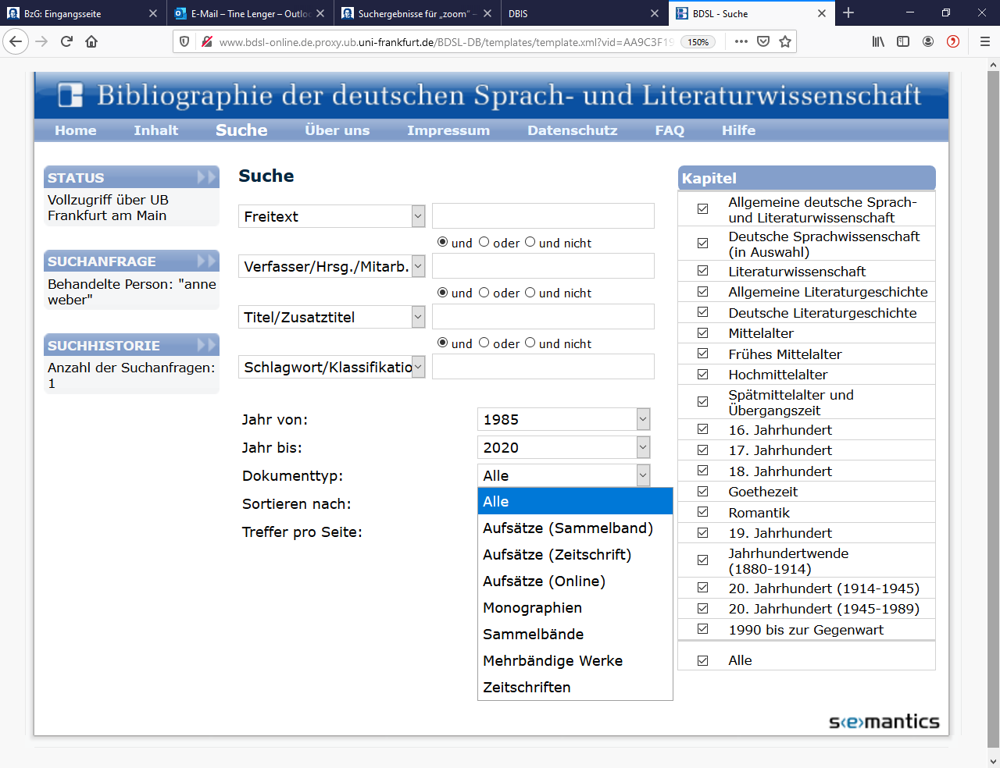 BzG: Eingangsseite
E-Mail – Tine Lenger – Outlo
Suchergebnisse für „zoom“ –
DBIS
BDSL - Suche
www.bdsl-online.de.proxy.ub.uni-frankfurt.de/BDSL-DB/templates/template.xml?vid=AA9C3F19
150%
Bibliographie der deutschen Sprach- und Literaturwissenschaft
Home Inhalt Suche Über uns Impressum Datenschutz FAQ Hilfe
STATUS
Vollzugriff über UB
Frankfurt am Main
SUCHANFRAGE
Behandelte Person: "anne
weber"
SUCHHISTORIE
Anzahl der Suchanfragen:
1
Suche
Freitext
und oder und nicht
Verfasser/Hrsg./Mitarb.
und oder und nicht
Titel/Zusatztitel
und oder und nicht
Schlagwort/Klassifikatio
Jahr von: 1985
Jahr bis: 2020
Dokumenttyp: Alle
Sortieren nach:
Treffer pro Seite:
Alle
Aufsätze (Sammelband)
Aufsätze (Zeitschrift)
Aufsätze (Online)
Monographien
Sammelbände
Mehrbändige Werke
Zeitschriften
Kapitel
Allgemeine deutsche Sprach-
und Literaturwissenschaft
Deutsche Sprachwissenschaft
(in Auswahl)
Literaturwissenschaft
Allgemeine Literaturgeschichte
Deutsche Literaturgeschichte
Mittelalter
Frühes Mittelalter
Hochmittelalter
Spätmittelalter und
Übergangszeit
16. Jahrhundert
17. Jahrhundert
18. Jahrhundert
Goethezeit
Romantik
19. Jahrhundert
Jahrhundertwende
(1880-1914)
20. Jahrhundert (1914-1945)
20. Jahrhundert (1945-1989)
1990 bis zur Gegenwart
Alle
s‹e›mantics